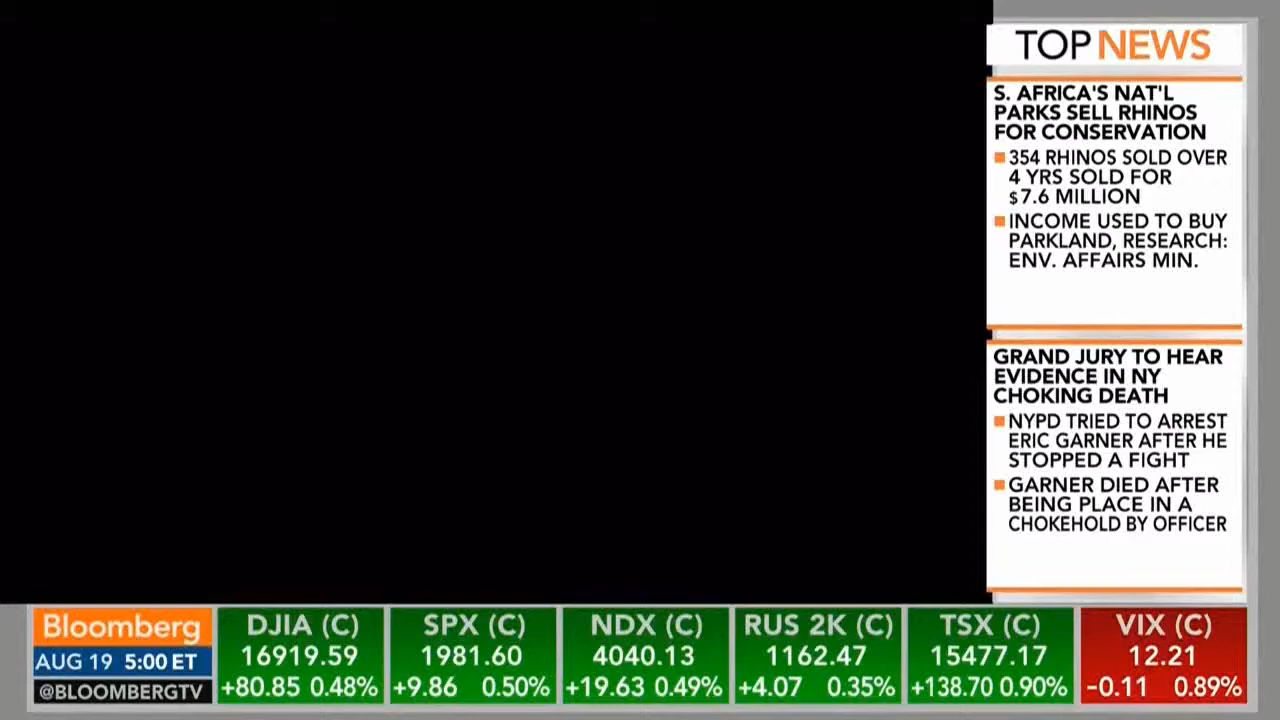 TOP NEWS
S. AFRICA'S NAT'L
PARKS SELL RHINOS
FOR CONSERVATION
354 RHINOS SOLD OVER
4 YRS SOLD FOR
$7.6 MILLION
INCOME USED TO BUY
PARKLAND, RESEARCH:
ENV. AFFAIRS MIN.
GRAND JURY TO HEAR
EVIDENCE IN NY
CHOKING DEATH
NYPD TRIED TO ARREST
ERIC GARNER AFTER HE
STOPPED A FIGHT
GARNER DIED AFTER
BEING PLACE IN A
CHOKEHOLD BY OFFICER
Bloomberg
AUG 19 5:00 ET
@BLOOMBERGTV
DJIA (C)
16919.59
+80.85 0.48%
SPX (C)
1981.60
+9.86 0.50%
NDX (C)
4040.13
+19.63 0.49%
RUS 2K (C)
1162.47
+4.07 0.35%
TSX (C)
15477.17
+138.70 0.90%
VIX (C)
12.21
-0.11 0.89%